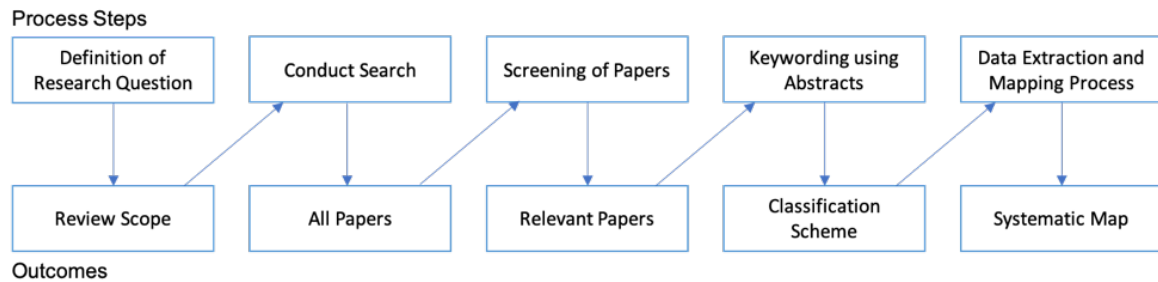 Process Steps
Definition of
Research Question
Conduct Search
Screening of Papers
Keywording using
Abstracts
Data Extraction and
Mapping Process
Review Scope
All Papers
Relevant Papers
Classification
Scheme
Systematic Map
Outcomes